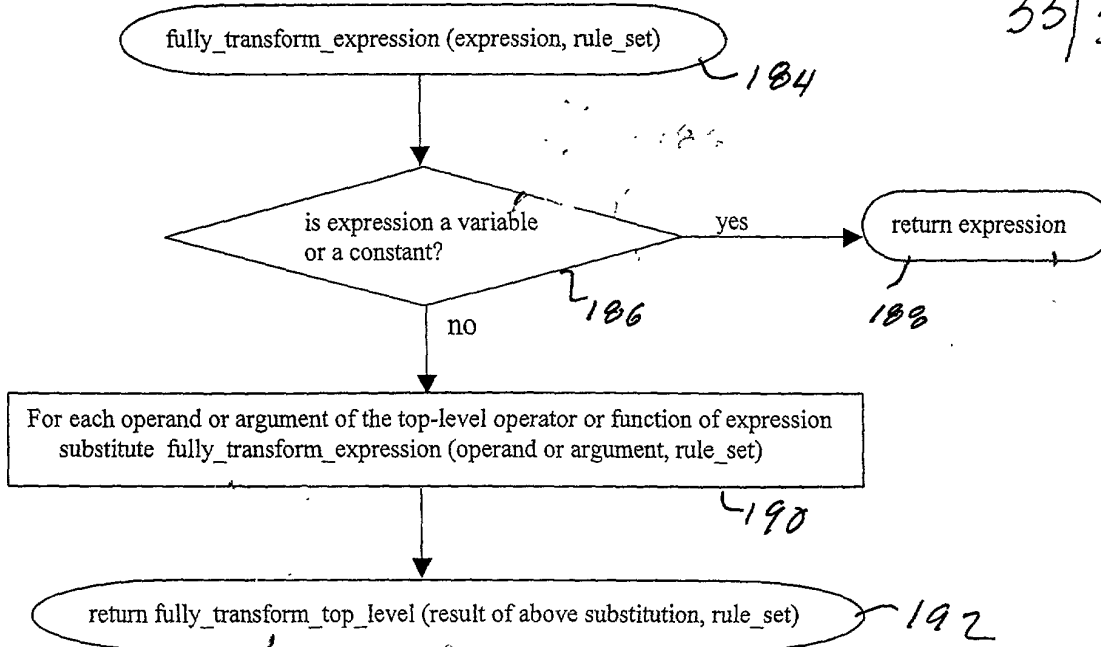 33/
fully_transform_expression (expression, rule_set)
184
is expression a variable
or a constant?
yes
return expression
186
188
no
For each operand or argument of the top-level operator or function of expression
substitute fully_transform_expression (operand or argument, rule_set)
190
return fully_transform_top_level (result of above substitution, rule_set)
192